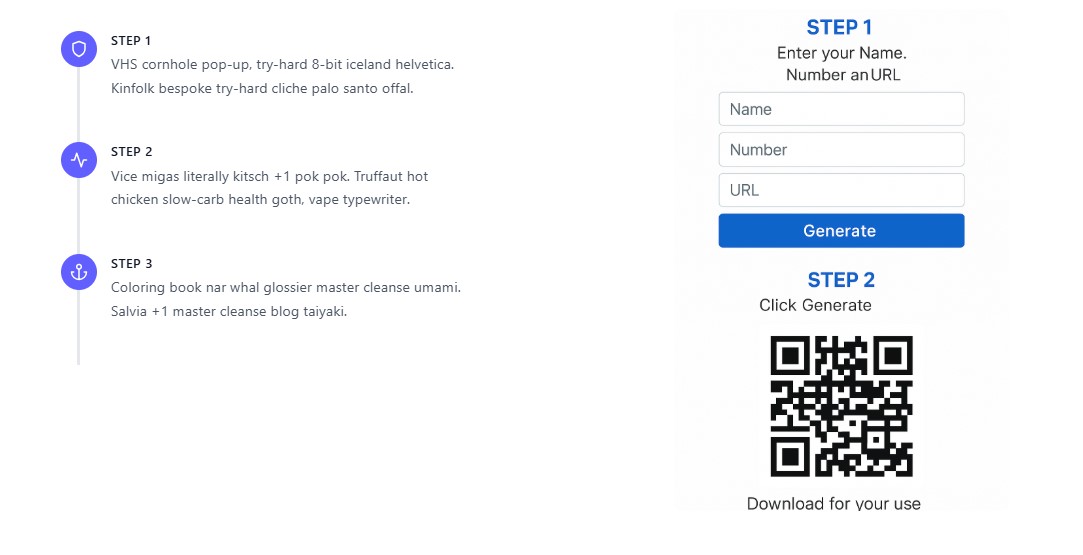 STEP 1
VHS cornhole pop-up, try-hard 8-bit iceland helvetica.
Kinfolk bespoke try-hard cliche palo santo offal.
STEP 2
Vice migas literally kitsch +1 pok pok. Truffaut hot
chicken slow-carb health goth, vape typewriter.
STEP 3
Coloring book nar whal glossier master cleanse umami.
Salvia +1 master cleanse blog taiyaki.
STEP 1
Enter your Name.
Number an URL
Name
Number
URL
Generate
STEP 2
Click Generate
Download for your use